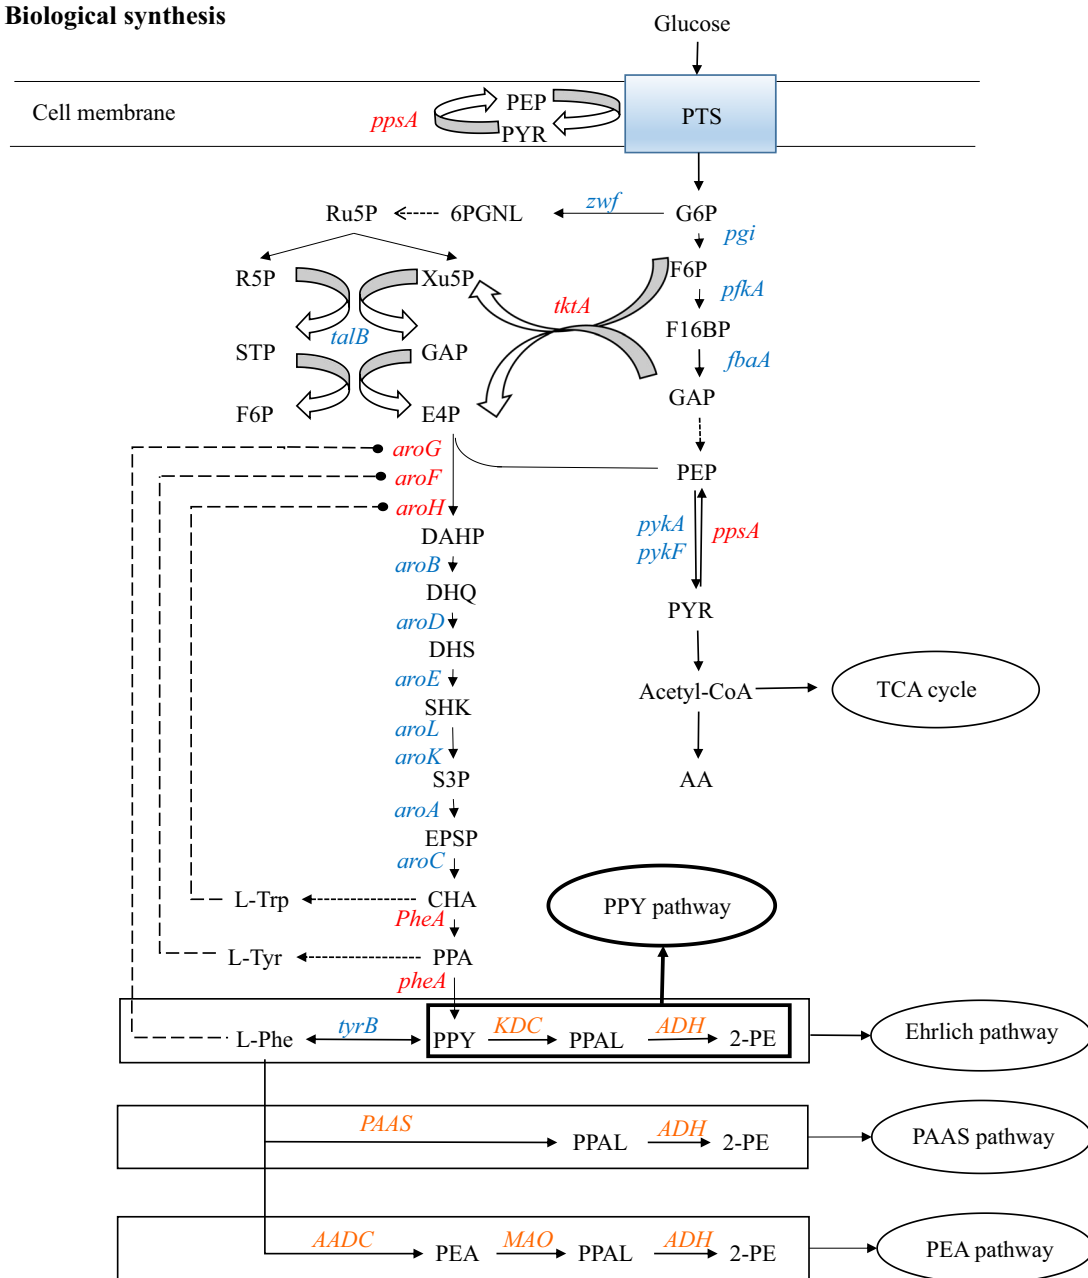 Biological synthesis
Glucose
Cell membrane
ppsA
PEP
PYR
PTS
Ru5P
6PGNL
zwf
G6P
pgi
R5P
Xu5P
F6P
tktA
pfkA
talB
F16BP
STP
GAP
fbaA
GAP
F6P
E4P
aroG
aroF
PEP
aroH
DAHP
pykA
pykF
ppsA
aroB
DHQ
PYR
aroD
DHS
aroE
SHK
Acetyl-CoA
TCA cycle
aroL
aroK
S3P
AA
aroA
EPSP
aroC
L-Trp
CHA
PPY pathway
PheA
L-Tyr
PPA
pheA
L-Phe
tyrB
PPY
KDC
PPAL
ADH
2-PE
Ehrlich pathway
PAAS
PPAL
ADH
2-PE
PAAS pathway
AADC
PEA
MAO
PPAL
ADH
2-PE
PEA pathway